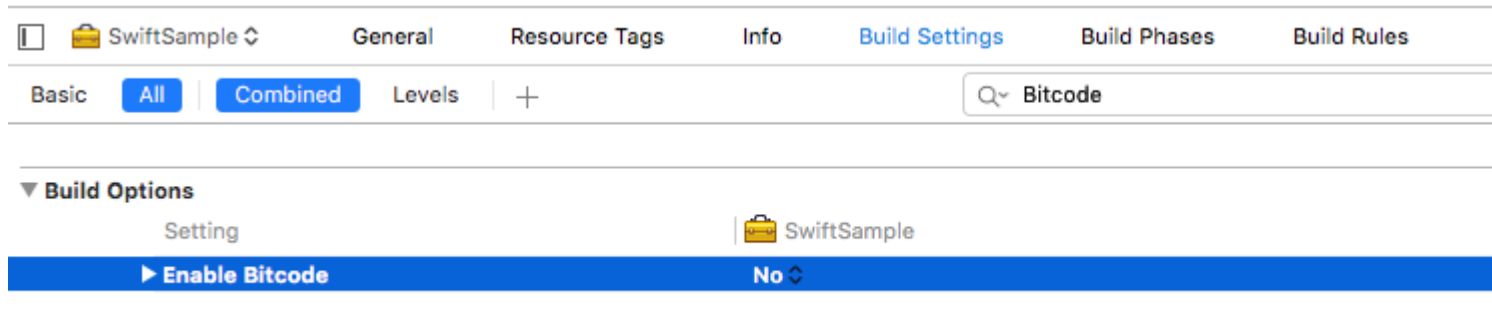 SwiftSample General Resource Tags Info Build Settings Build Phases Build Rules
Basic All Combined Levels Bitcode
Build Options
Setting SwiftSample
Enable Bitcode No